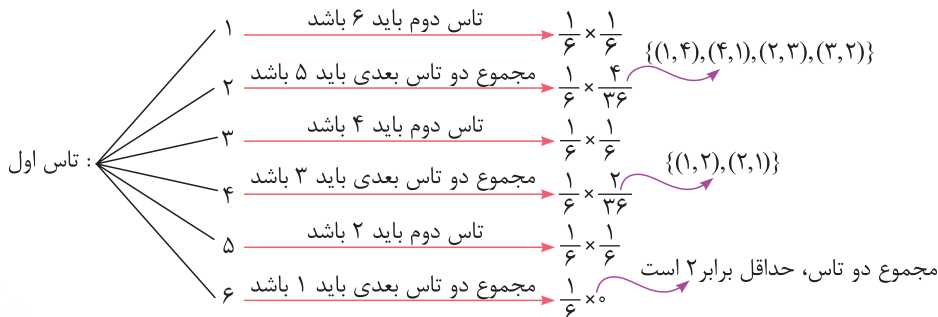 ۱ تاس دوم باید ۶ باشد ۱/۶ × ۱/۶
{(۱,۴),(۴,۱),(۲,۳),(۳,۲)}
۲ مجموع دو تاس بعدی باید ۵ باشد ۱/۶ × ۴/۳۶
۳ تاس دوم باید ۴ باشد ۱/۶ × ۱/۶
تاس اول :
{(۱,۲),(۲,۱)}
۴ مجموع دو تاس بعدی باید ۳ باشد ۱/۶ × ۲/۳۶
۵ تاس دوم باید ۲ باشد ۱/۶ × ۱/۶
مجموع دو تاس، حداقل برابر ۲ است
۶ مجموع دو تاس بعدی باید ۱ باشد ۱/۶ × ۰